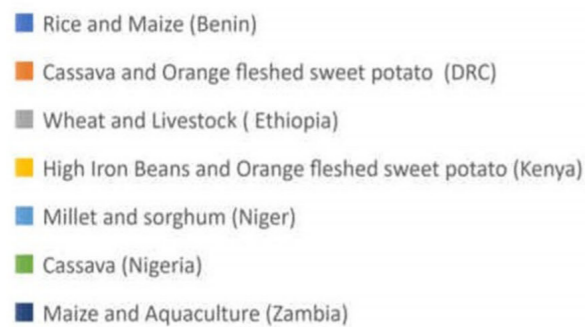 Rice and Maize (Benin)
Cassava and Orange fleshed sweet potato (DRC)
Wheat and Livestock ( Ethiopia)
High Iron Beans and Orange fleshed sweet potato (Kenya)
Millet and sorghum (Niger)
Cassava (Nigeria)
Maize and Aquaculture (Zambia)